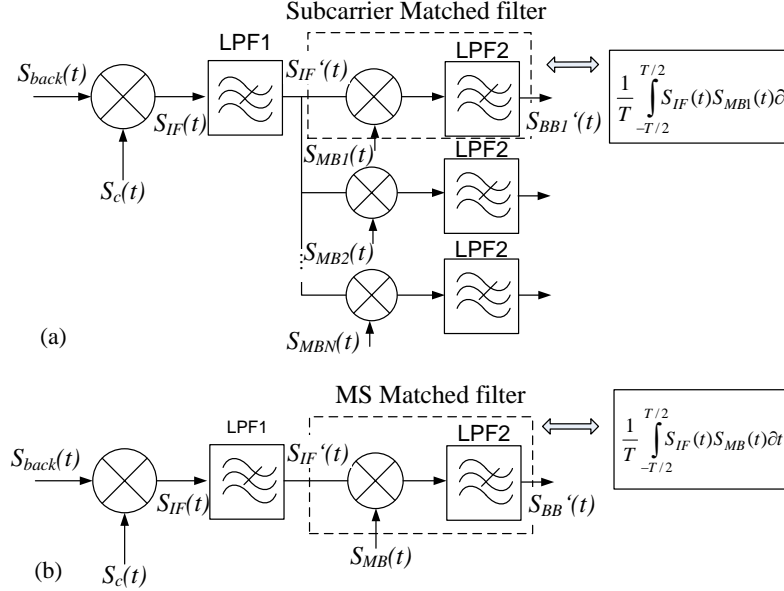 Subcarrier Matched filter
LPF1
LPF2
S_back(t)
S_IF‘(t)
S_IF(t)
S_BB1‘(t)
S_c(t)
S_MB1(t)
1/T ∫_{-T/2}^{T/2} S_IF(t)S_MB1(t)∂
LPF2
S_MB2(t)
LPF2
S_MBN(t)
(a)
MS Matched filter
LPF1
LPF2
S_back(t)
S_IF‘(t)
S_IF(t)
S_BB‘(t)
S_MB(t)
S_c(t)
1/T ∫_{-T/2}^{T/2} S_IF(t)S_MB(t)∂t
(b)